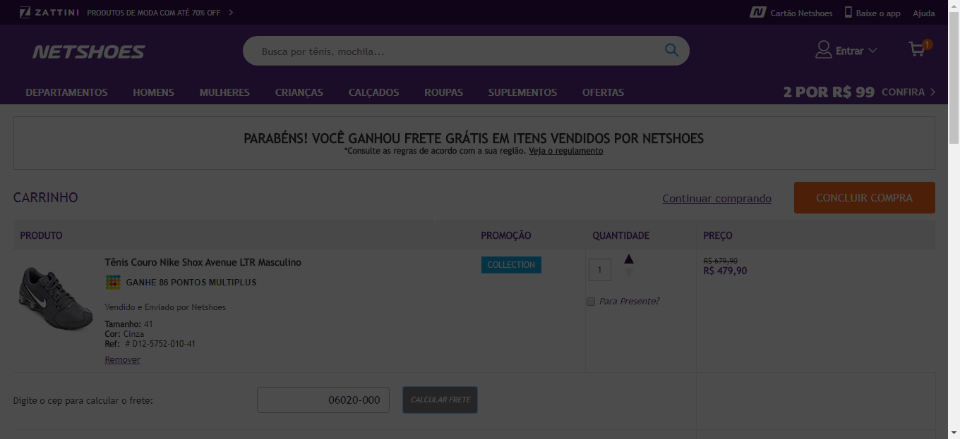 ZATTINI PRODUTOS DE MODA COM ATÉ 70% OFF
Cartão Netshoes Baixe o app Ajuda
NETSHOES
Busca por tênis, mochila...
Entrar
1
DEPARTAMENTOS HOMENS MULHERES CRIANÇAS CALÇADOS ROUPAS SUPLEMENTOS OFERTAS
2 POR R$ 99 CONFIRA
PARABÉNS! VOCÊ GANHOU FRETE GRÁTIS EM ITENS VENDIDOS POR NETSHOES
*Consulte as regras de acordo com a sua região. Veja o regulamento
CARRINHO
Continuar comprando
CONCLUIR COMPRA
PRODUTO PROMOÇÃO QUANTIDADE PREÇO
Tênis Couro Nike Shox Avenue LTR Masculino
GANHE 86 PONTOS MULTIPLUS
Vendido e Enviado por Netshoes
Tamanho: 41
Cor: Cinza
Ref: # D12-5752-010-41
Remover
COLLECTION
1
Para Presente?
R$ 679,90
R$ 479,90
Digite o cep para calcular o frete:
06020-000
CALCULAR FRETE